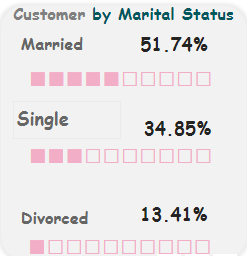 Customer by Marital Status
Married 51.74%
Single 34.85%
Divorced 13.41%